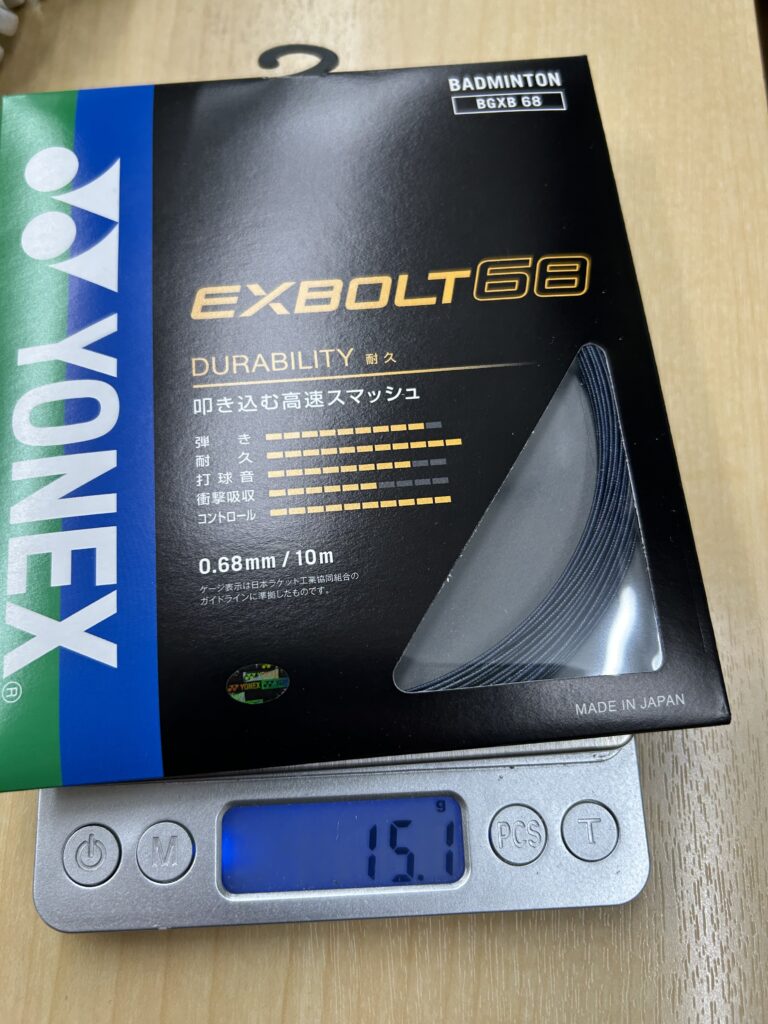 BADMINTON
BGXB 68
YONEX®
EXBOLT68
DURABILITY 耐久
叩き込む高速スマッシュ
弾き
耐久
打球音
衝撃吸収
コントロール
0.68mm / 10m
ゲージ表示は日本ラケット工業協同組合の
ガイドラインに準拠したものです。
YONEX
MADE IN JAPAN
g
15.1
M
PCS
T